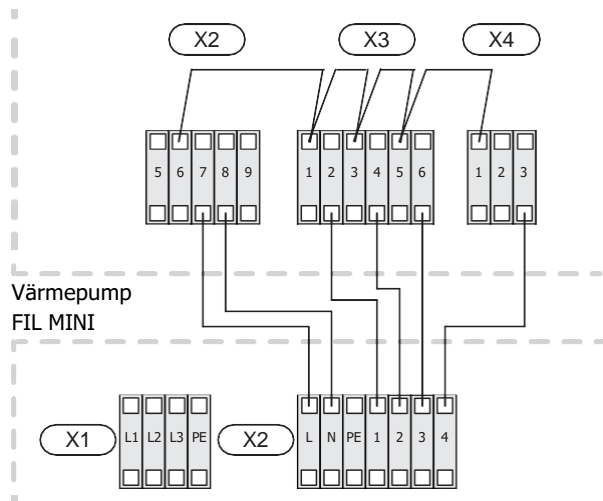 X2 X3 X4
5 6 7 8 9 1 2 3 4 5 6 1 2 3
Värmepump
FIL MINI
X1 L1 L2 L3 PE X2 L N PE 1 2 3 4